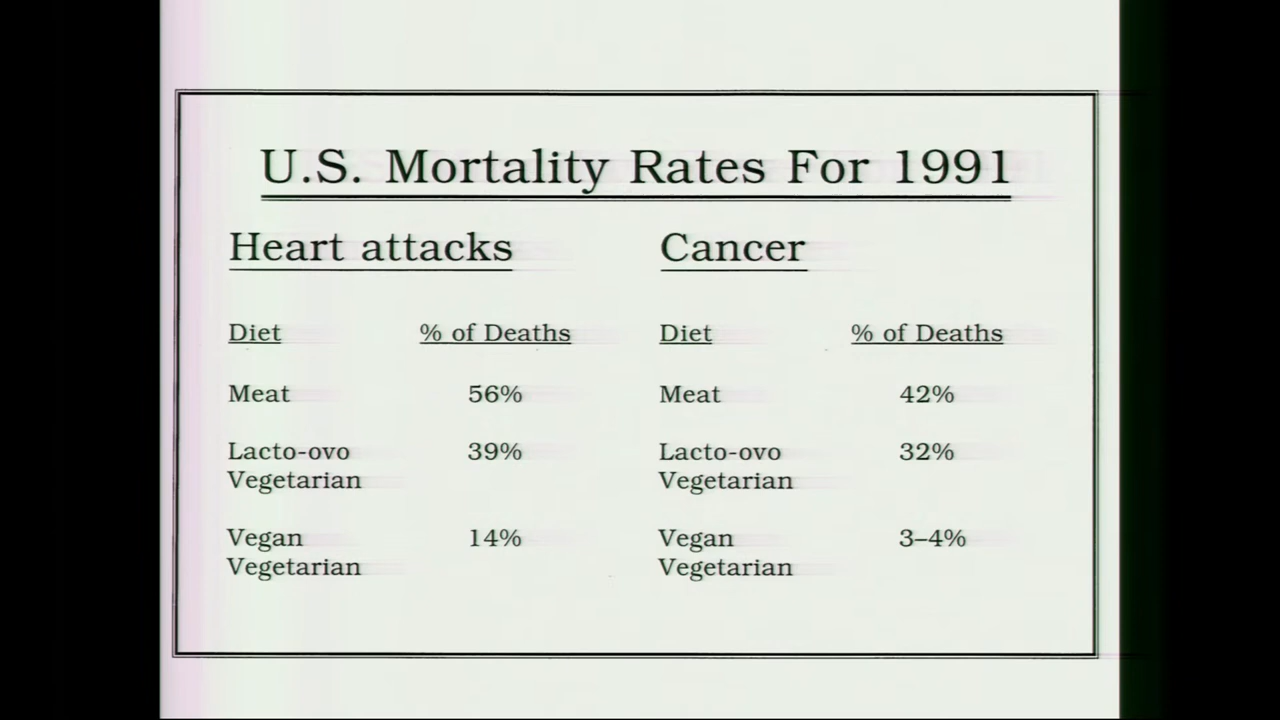 U.S. Mortality Rates For 1991
Heart attacks
Diet % of Deaths
Meat 56%
Lacto-ovo 39%
Vegetarian
Vegan 14%
Vegetarian
Cancer
Diet % of Deaths
Meat 42%
Lacto-ovo 32%
Vegetarian
Vegan 3–4%
Vegetarian